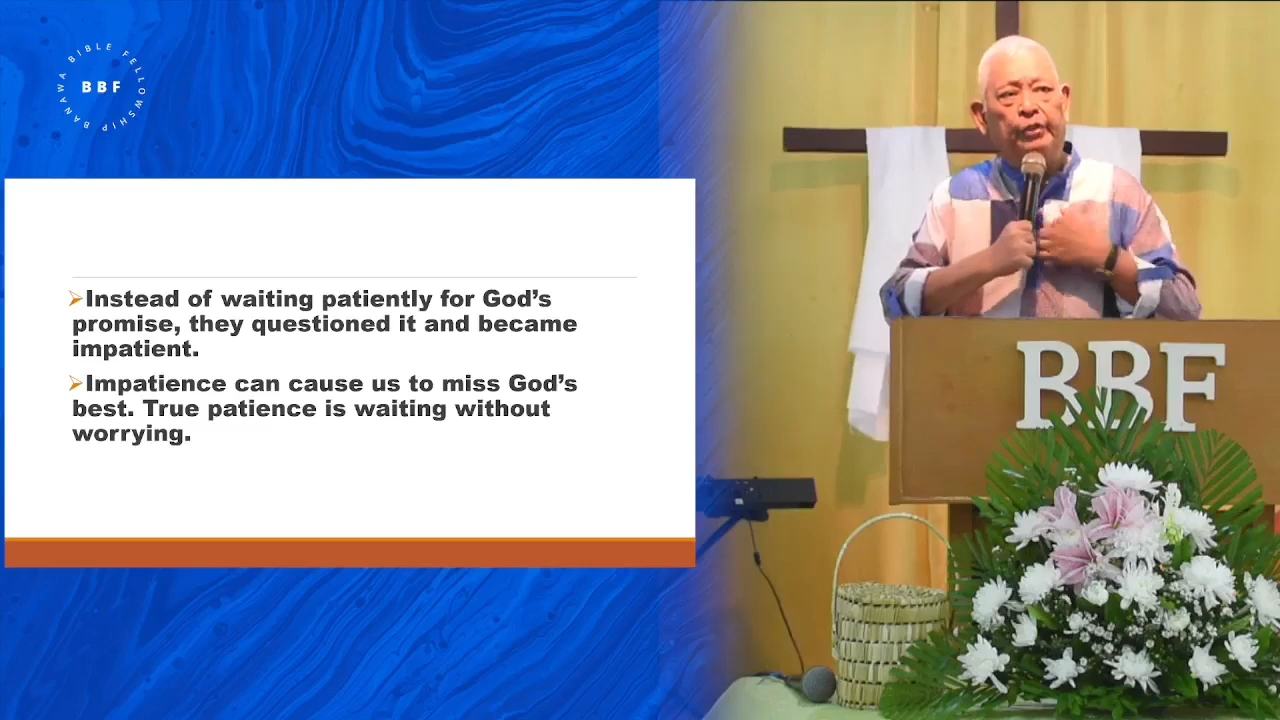 BANAWA BIBLE FELLOWSHIP
BBF
➢Instead of waiting patiently for God's
promise, they questioned it and became
impatient.
➢Impatience can cause us to miss God's
best. True patience is waiting without
worrying.
BBF